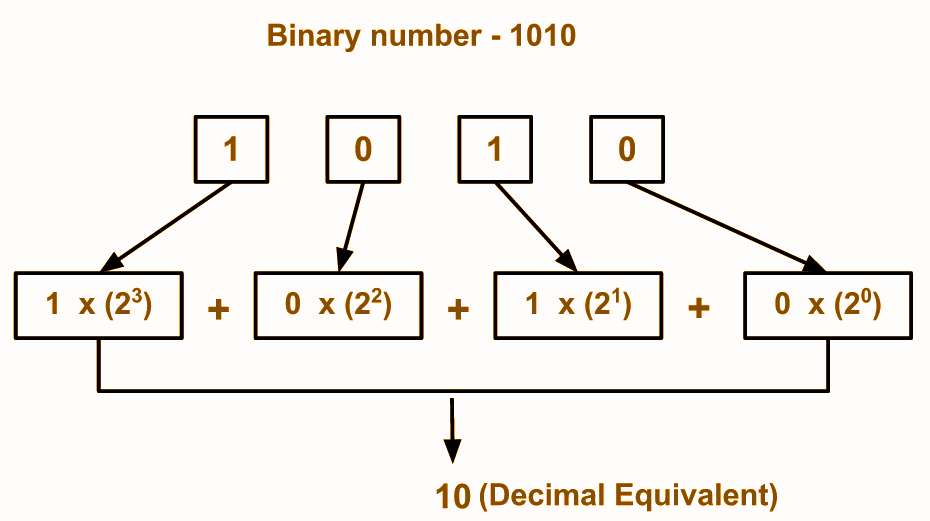 Binary number - 1010
1 0 1 0
1 x (2³) + 0 x (2²) + 1 x (2¹) + 0 x (2⁰)
10 (Decimal Equivalent)